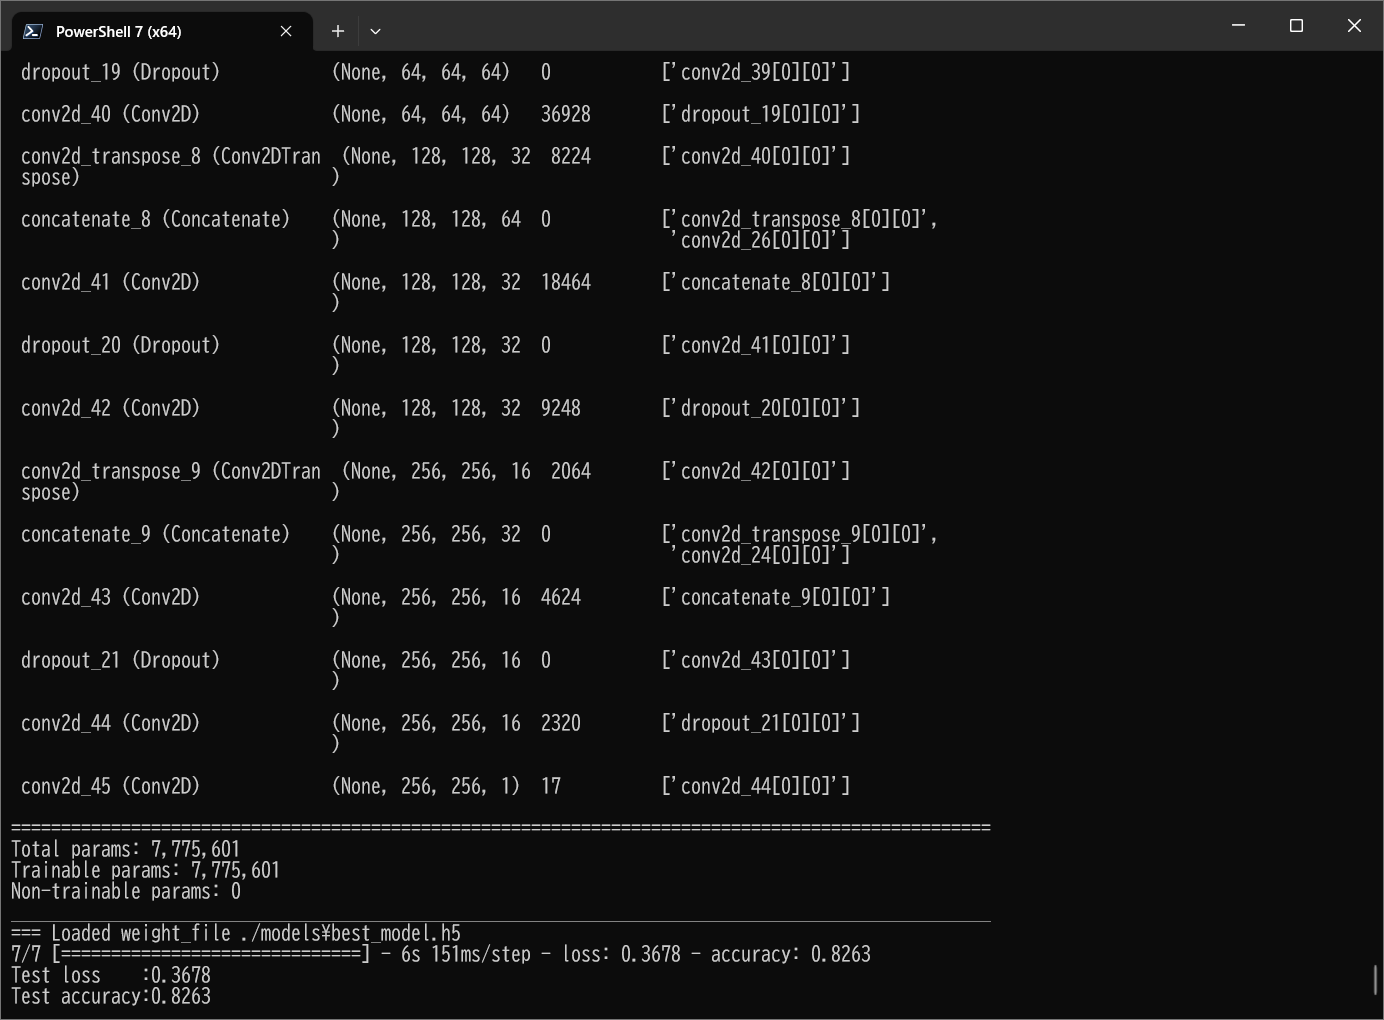 PowerShell 7 (x64)
dropout_19 (Dropout) (None, 64, 64, 64) 0 ['conv2d_39[0][0]']
conv2d_40 (Conv2D) (None, 64, 64, 64) 36928 ['dropout_19[0][0]']
conv2d_transpose_8 (Conv2DTran (None, 128, 128, 32 8224 ['conv2d_40[0][0]']
spose) )
concatenate_8 (Concatenate) (None, 128, 128, 64 0 ['conv2d_transpose_8[0][0]',
) 'conv2d_26[0][0]']
conv2d_41 (Conv2D) (None, 128, 128, 32 18464 ['concatenate_8[0][0]']
)
dropout_20 (Dropout) (None, 128, 128, 32 0 ['conv2d_41[0][0]']
)
conv2d_42 (Conv2D) (None, 128, 128, 32 9248 ['dropout_20[0][0]']
)
conv2d_transpose_9 (Conv2DTran (None, 256, 256, 16 2064 ['conv2d_42[0][0]']
spose) )
concatenate_9 (Concatenate) (None, 256, 256, 32 0 ['conv2d_transpose_9[0][0]',
) 'conv2d_24[0][0]']
conv2d_43 (Conv2D) (None, 256, 256, 16 4624 ['concatenate_9[0][0]']
)
dropout_21 (Dropout) (None, 256, 256, 16 0 ['conv2d_43[0][0]']
)
conv2d_44 (Conv2D) (None, 256, 256, 16 2320 ['dropout_21[0][0]']
)
conv2d_45 (Conv2D) (None, 256, 256, 1) 17 ['conv2d_44[0][0]']
==================================================================================================
Total params: 7,775,601
Trainable params: 7,775,601
Non-trainable params: 0
__________________________________________________________________________________________________
=== Loaded weight_file ./models¥best_model.h5
7/7 [==============================] - 6s 151ms/step - loss: 0.3678 - accuracy: 0.8263
Test loss    :0.3678
Test accuracy:0.8263